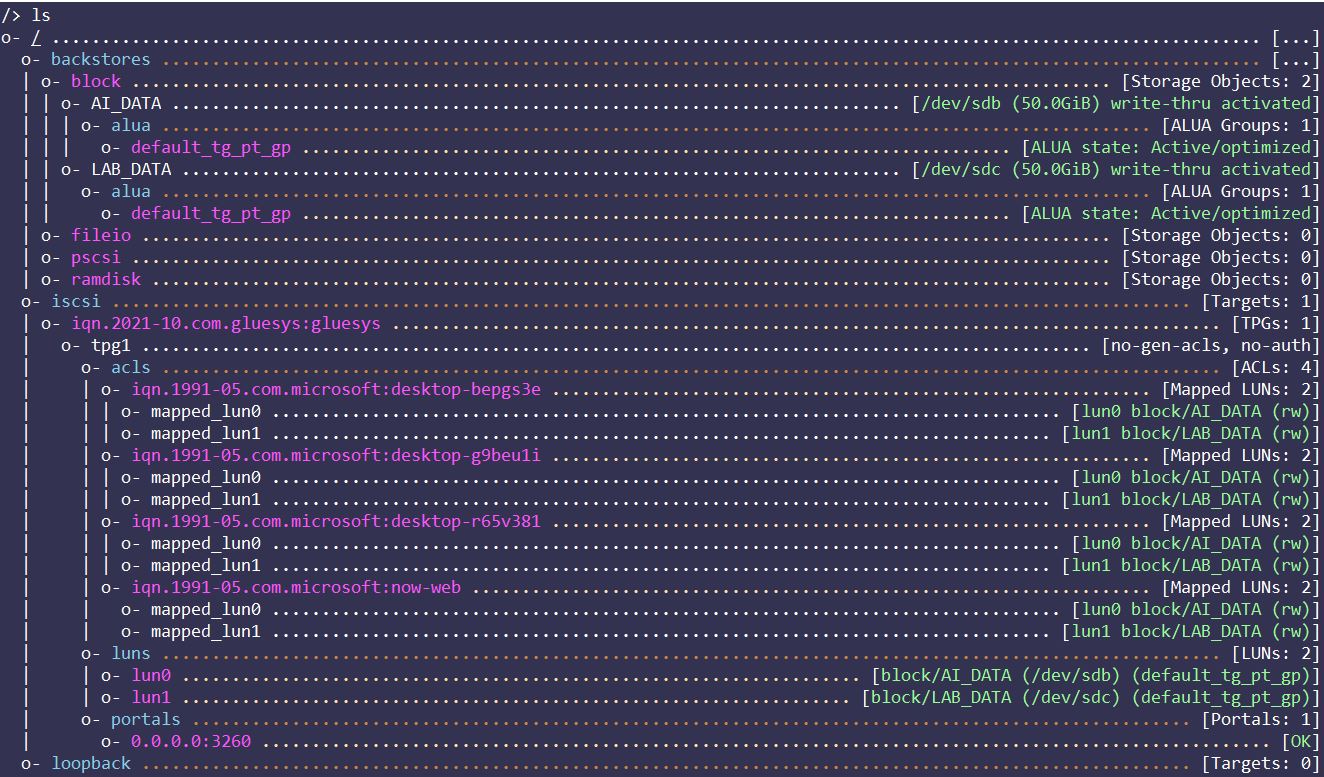 /> ls
o- / ......................................................................................................................... [...]
  o- backstores .............................................................................................................. [...]
  | o- block .................................................................................................. [Storage Objects: 2]
  | | o- AI_DATA ......................................................................... [/dev/sdb (50.0GiB) write-thru activated]
  | | | o- alua ................................................................................................... [ALUA Groups: 1]
  | | |   o- default_tg_pt_gp ....................................................................... [ALUA state: Active/optimized]
  | | o- LAB_DATA ........................................................................ [/dev/sdc (50.0GiB) write-thru activated]
  | |   o- alua ................................................................................................... [ALUA Groups: 1]
  | |     o- default_tg_pt_gp ....................................................................... [ALUA state: Active/optimized]
  | o- fileio ................................................................................................. [Storage Objects: 0]
  | o- pscsi .................................................................................................. [Storage Objects: 0]
  | o- ramdisk ................................................................................................ [Storage Objects: 0]
  o- iscsi ............................................................................................................ [Targets: 1]
  | o- iqn.2021-10.com.gluesys:gluesys ................................................................................... [TPGs: 1]
  |   o- tpg1 ............................................................................................... [no-gen-acls, no-auth]
  |     o- acls .......................................................................................................... [ACLs: 4]
  |     | o- iqn.1991-05.com.microsoft:desktop-bepgs3e ............................................................ [Mapped LUNs: 2]
  |     | | o- mapped_lun0 ............................................................................... [lun0 block/AI_DATA (rw)]
  |     | | o- mapped_lun1 .............................................................................. [lun1 block/LAB_DATA (rw)]
  |     | o- iqn.1991-05.com.microsoft:desktop-g9beu1i ............................................................ [Mapped LUNs: 2]
  |     | | o- mapped_lun0 ............................................................................... [lun0 block/AI_DATA (rw)]
  |     | | o- mapped_lun1 .............................................................................. [lun1 block/LAB_DATA (rw)]
  |     | o- iqn.1991-05.com.microsoft:desktop-r65v381 ............................................................ [Mapped LUNs: 2]
  |     | | o- mapped_lun0 ............................................................................... [lun0 block/AI_DATA (rw)]
  |     | | o- mapped_lun1 .............................................................................. [lun1 block/LAB_DATA (rw)]
  |     | o- iqn.1991-05.com.microsoft:now-web .................................................................... [Mapped LUNs: 2]
  |     |   o- mapped_lun0 ............................................................................... [lun0 block/AI_DATA (rw)]
  |     |   o- mapped_lun1 .............................................................................. [lun1 block/LAB_DATA (rw)]
  |     o- luns .......................................................................................................... [LUNs: 2]
  |     | o- lun0 .................................................................... [block/AI_DATA (/dev/sdb) (default_tg_pt_gp)]
  |     | o- lun1 ................................................................... [block/LAB_DATA (/dev/sdc) (default_tg_pt_gp)]
  |     o- portals .................................................................................................... [Portals: 1]
  |       o- 0.0.0.0:3260 ..................................................................................................... [OK]
  o- loopback ......................................................................................................... [Targets: 0]